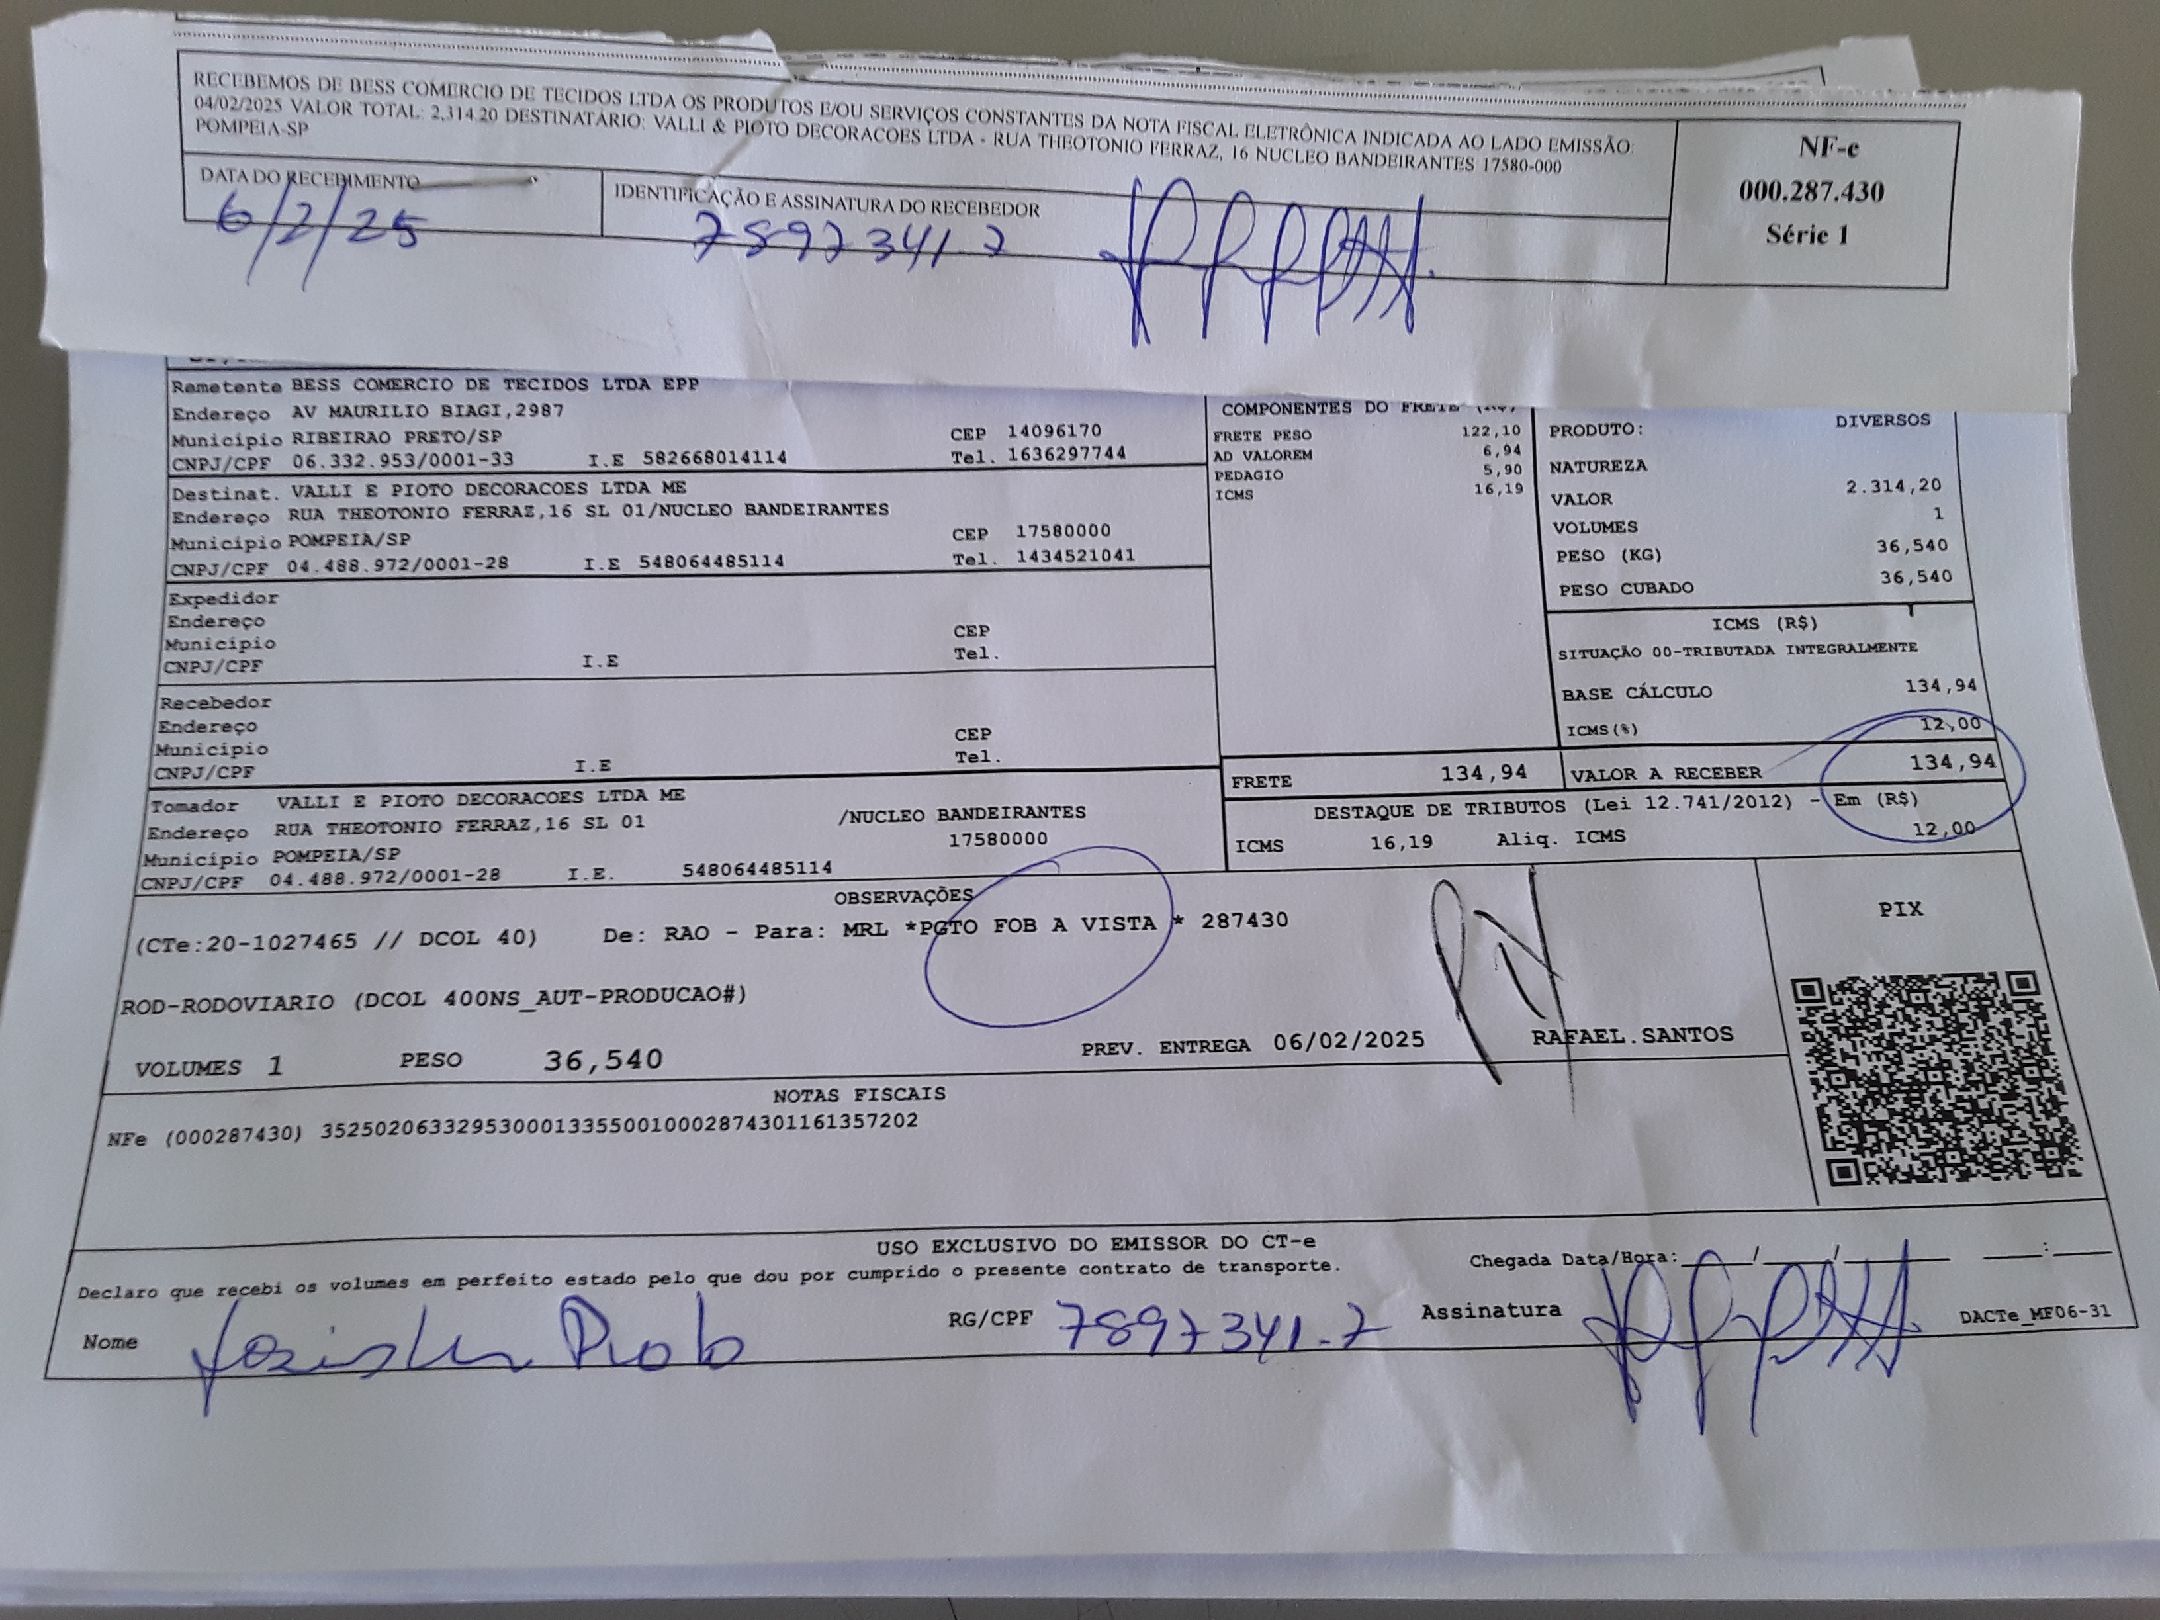 RECEBEMOS DE BESS COMERCIO DE TECIDOS LTDA OS PRODUTOS E/OU SERVIÇOS CONSTANTES DA NOTA FISCAL ELETRÔNICA INDICADA AO LADO EMISSÃO:
04/02/2025 VALOR TOTAL: 2,314.20 DESTINATÁRIO: VALLI & PIOTO DECORACOES LTDA - RUA THEOTONIO FERRAZ, 16 NUCLEO BANDEIRANTES 17580-000
POMPEIA-SP
NF-e
000.287.430
Série 1
DATA DO RECEBIMENTO
6/2/25
IDENTIFICAÇÃO E ASSINATURA DO RECEBEDOR
7897341.7
Remetente BESS COMERCIO DE TECIDOS LTDA EPP
Endereço AV MAURILIO BIAGI,2987
Município RIBEIRAO PRETO/SP CEP 14096170
CNPJ/CPF 06.332.953/0001-33 I.E 582668014114 Tel. 1636297744
Destinat. VALLI E PIOTO DECORACOES LTDA ME
Endereço RUA THEOTONIO FERRAZ,16 SL 01/NUCLEO BANDEIRANTES
Município POMPEIA/SP CEP 17580000
CNPJ/CPF 04.488.972/0001-28 I.E 548064485114 Tel. 1434521041
Expedidor
Endereço
Município CEP
CNPJ/CPF I.E Tel.
Recebedor
Endereço
Município CEP
CNPJ/CPF I.E Tel.
Tomador VALLI E PIOTO DECORACOES LTDA ME
Endereço RUA THEOTONIO FERRAZ,16 SL 01 /NUCLEO BANDEIRANTES
Município POMPEIA/SP 17580000
CNPJ/CPF 04.488.972/0001-28 I.E. 548064485114
COMPONENTES DO FRETE (R$)
FRETE PESO 122,10
AD VALOREM 6,94
PEDAGIO 5,90
ICMS 16,19
PRODUTO: DIVERSOS
NATUREZA
VALOR 2.314,20
VOLUMES 1
PESO (KG) 36,540
PESO CUBADO 36,540
ICMS (R$)
SITUAÇÃO 00-TRIBUTADA INTEGRALMENTE
BASE CÁLCULO 134,94
ICMS(%) 12,00
FRETE 134,94 VALOR A RECEBER 134,94
DESTAQUE DE TRIBUTOS (Lei 12.741/2012) - Em (R$)
ICMS 16,19 Aliq. ICMS 12,00
OBSERVAÇÕES
(CTe:20-1027465 // DCOL 40) De: RAO - Para: MRL *PGTO FOB A VISTA * 287430
ROD-RODOVIARIO (DCOL 400NS_AUT-PRODUCAO#)
VOLUMES 1 PESO 36,540 PREV. ENTREGA 06/02/2025 RAFAEL.SANTOS
PIX
NOTAS FISCAIS
NFe (000287430) 35250206332953000133550010002874301161357202
USO EXCLUSIVO DO EMISSOR DO CT-e
Declaro que recebi os volumes em perfeito estado pelo que dou por cumprido o presente contrato de transporte. Chegada Data/Hora:____/____/____ ____:____
Nome RG/CPF 7897341-7 Assinatura DACTe_MF06-31